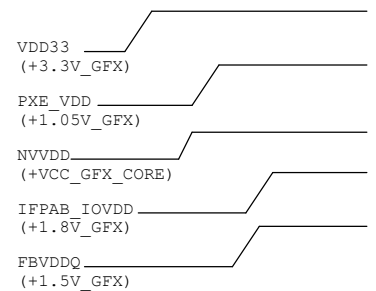 VDD33
(+3.3V_GFX)
PXE_VDD
(+1.05V_GFX)
NVVDD
(+VCC_GFX_CORE)
IFPAB_IOVDD
(+1.8V_GFX)
FBVDDQ
(+1.5V_GFX)